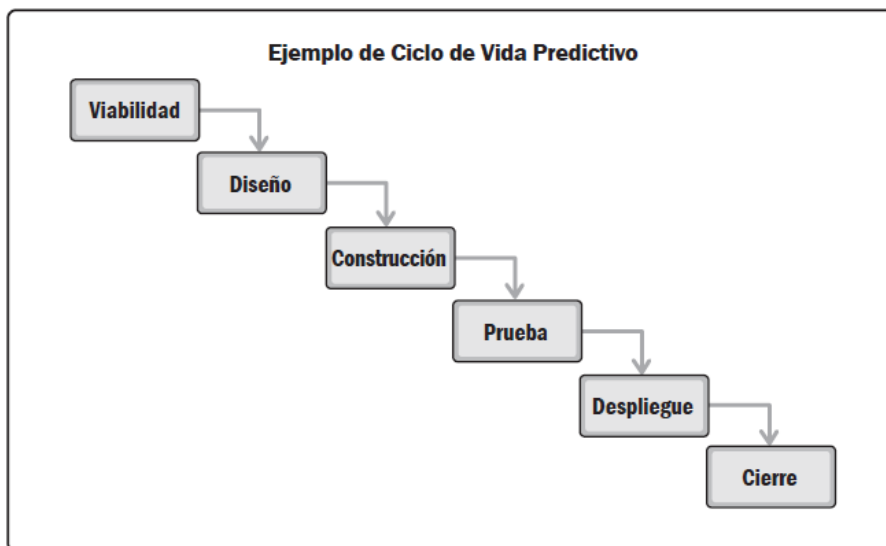 Ejemplo de Ciclo de Vida Predictivo
Viabilidad
Diseño
Construcción
Prueba
Despliegue
Cierre